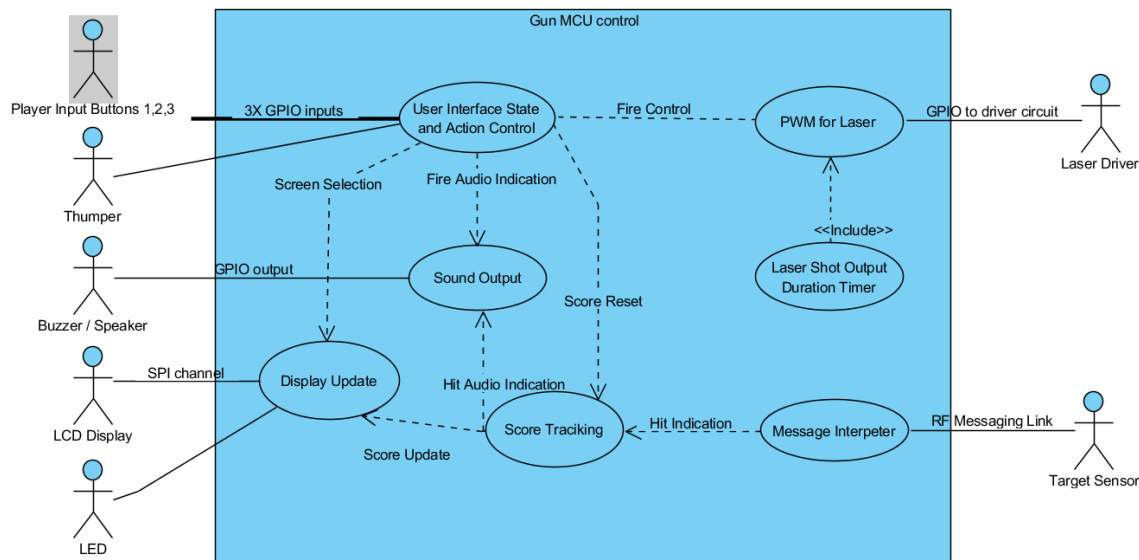 Gun MCU control
Player Input Buttons 1,2,3
3X GPIO inputs
User Interface State
and Action Control
Fire Control
PWM for Laser
GPIO to driver circuit
Laser Driver
Thumper
Screen Selection
Fire Audio Indication
<<Include>>
GPIO output
Sound Output
Laser Shot Output
Duration Timer
Score Reset
Buzzer / Speaker
SPI channel
Display Update
Hit Audio Indication
LCD Display
Score Traciking
Hit Indication
Message Interpeter
RF Messaging Link
Score Update
Target Sensor
LED